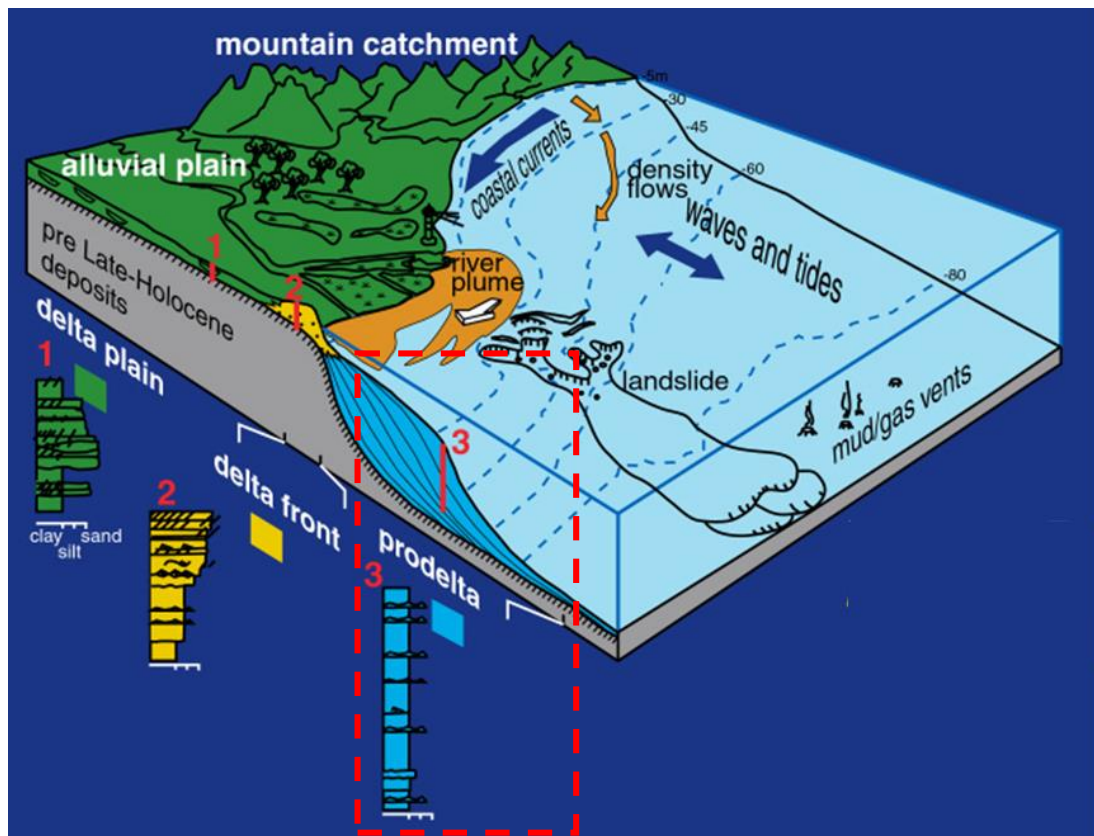 mountain catchment
-5m
-30
-45
-60
-80
alluvial plain
coastal currents
density
flows
waves and tides
pre Late-Holocene
deposits
1
2
river
plume
landslide
mud/gas vents
3
delta plain
1
clay sand
silt
delta front
2
prodelta
3